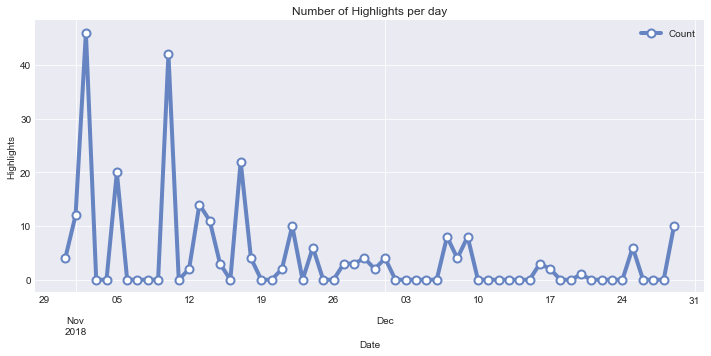 Number of Highlights per day
Count
Highlights
40
30
20
10
0
29 05 12 19 26 03 10 17 24 31
Nov Dec
2018
Date